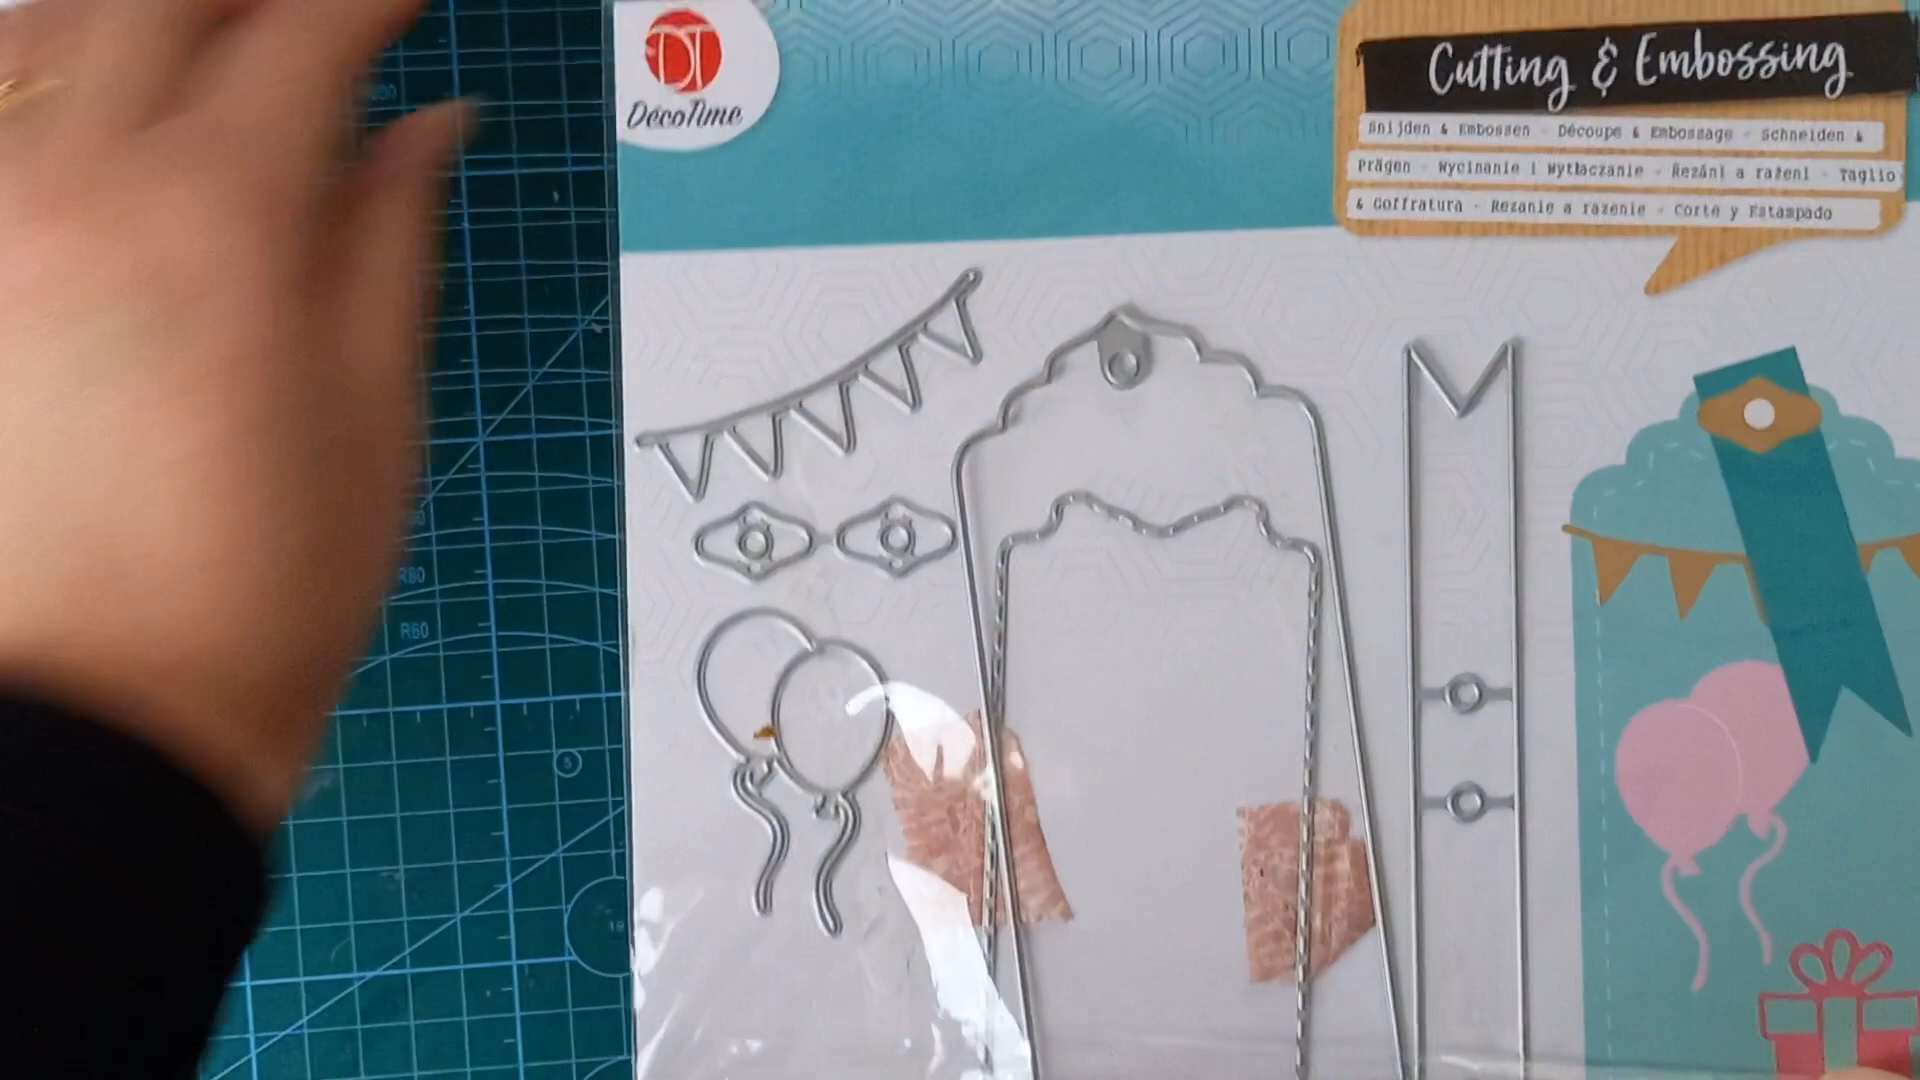 DT
DécoTime
Cutting & Embossing
Snijden & Embossen - Découpe & Embossage - Schneiden &
Prägen - Wycinanie i Wytłaczanie - Řezání a ražení - Taglio
& Goffratura - Rezanie a razenie - Corte y Estampado
R80
R60
5